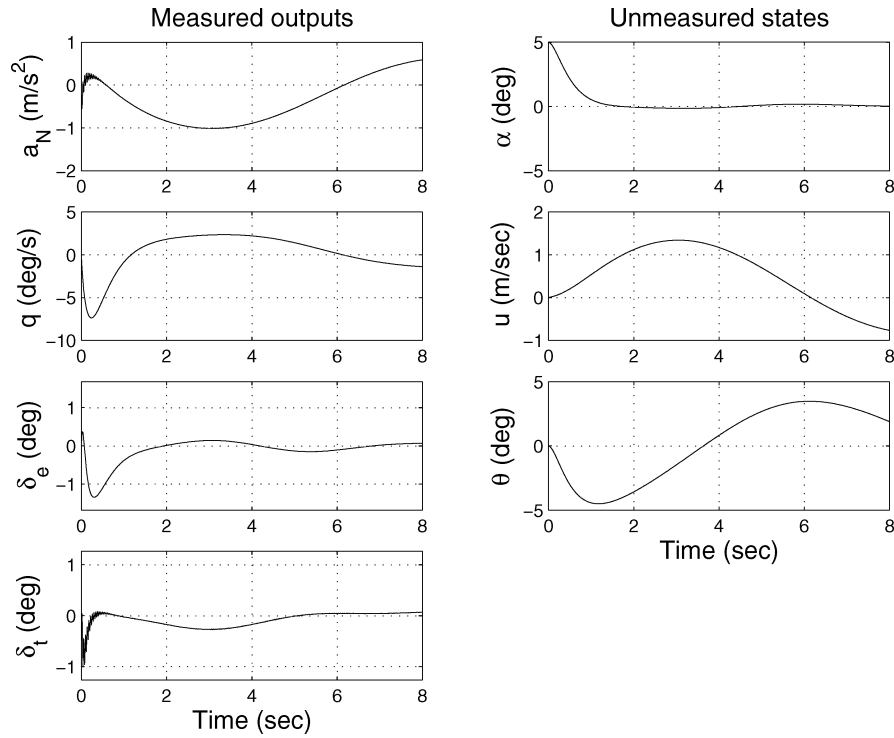 Measured outputs
1
0
−1
−2
a_N (m/s²)
0 2 4 6 8
5
0
−5
−10
q (deg/s)
0 2 4 6 8
1
0
−1
δ_e (deg)
0 2 4 6 8
1
0
−1
δ_t (deg)
0 2 4 6 8
Time (sec)
Unmeasured states
5
0
−5
α (deg)
0 2 4 6 8
2
1
0
−1
u (m/sec)
0 2 4 6 8
5
0
−5
θ (deg)
0 2 4 6 8
Time (sec)